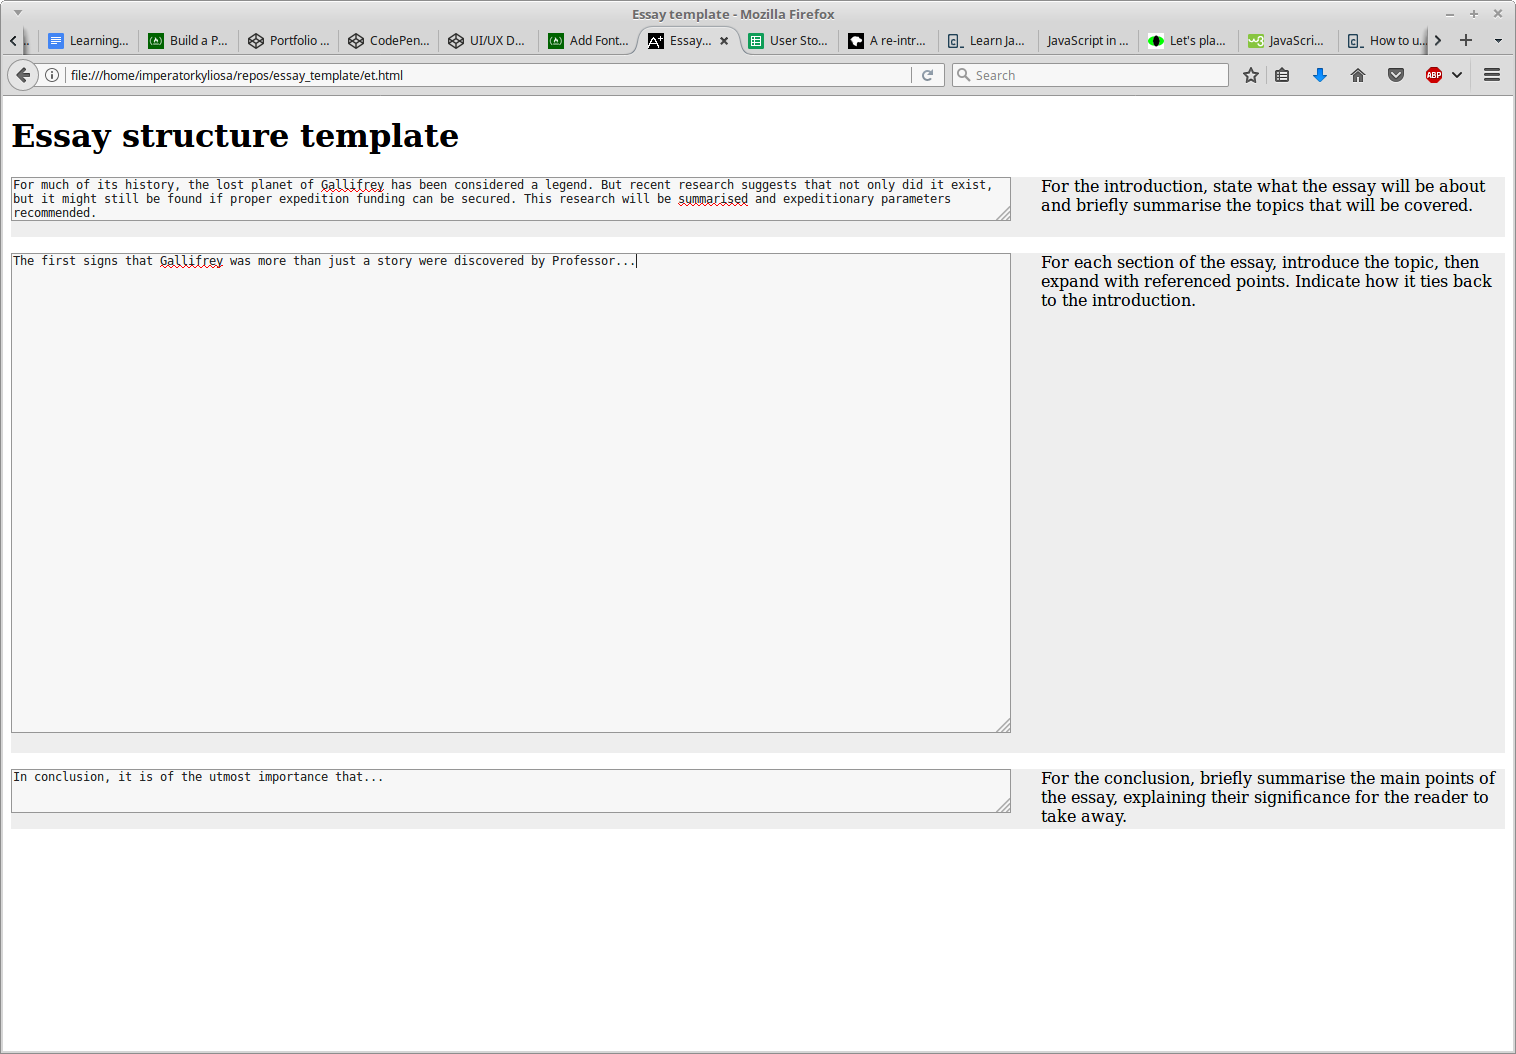 Essay template - Mozilla Firefox
Learning... Build a P... Portfolio ... CodePen... UI/UX D... Add Font... Essay... User Sto... A re-intr... Learn Ja... JavaScript in ... Let's pla... JavaScri... How to u...
file:///home/imperatorkyliosa/repos/essay_template/et.html Search ABP
Essay structure template
For much of its history, the lost planet of Gallifrey has been considered a legend. But recent research suggests that not only did it exist,
but it might still be found if proper expedition funding can be secured. This research will be summarised and expeditionary parameters
recommended.
For the introduction, state what the essay will be about
and briefly summarise the topics that will be covered.
The first signs that Gallifrey was more than just a story were discovered by Professor...
For each section of the essay, introduce the topic, then
expand with referenced points. Indicate how it ties back
to the introduction.
In conclusion, it is of the utmost importance that...
For the conclusion, briefly summarise the main points of
the essay, explaining their significance for the reader to
take away.